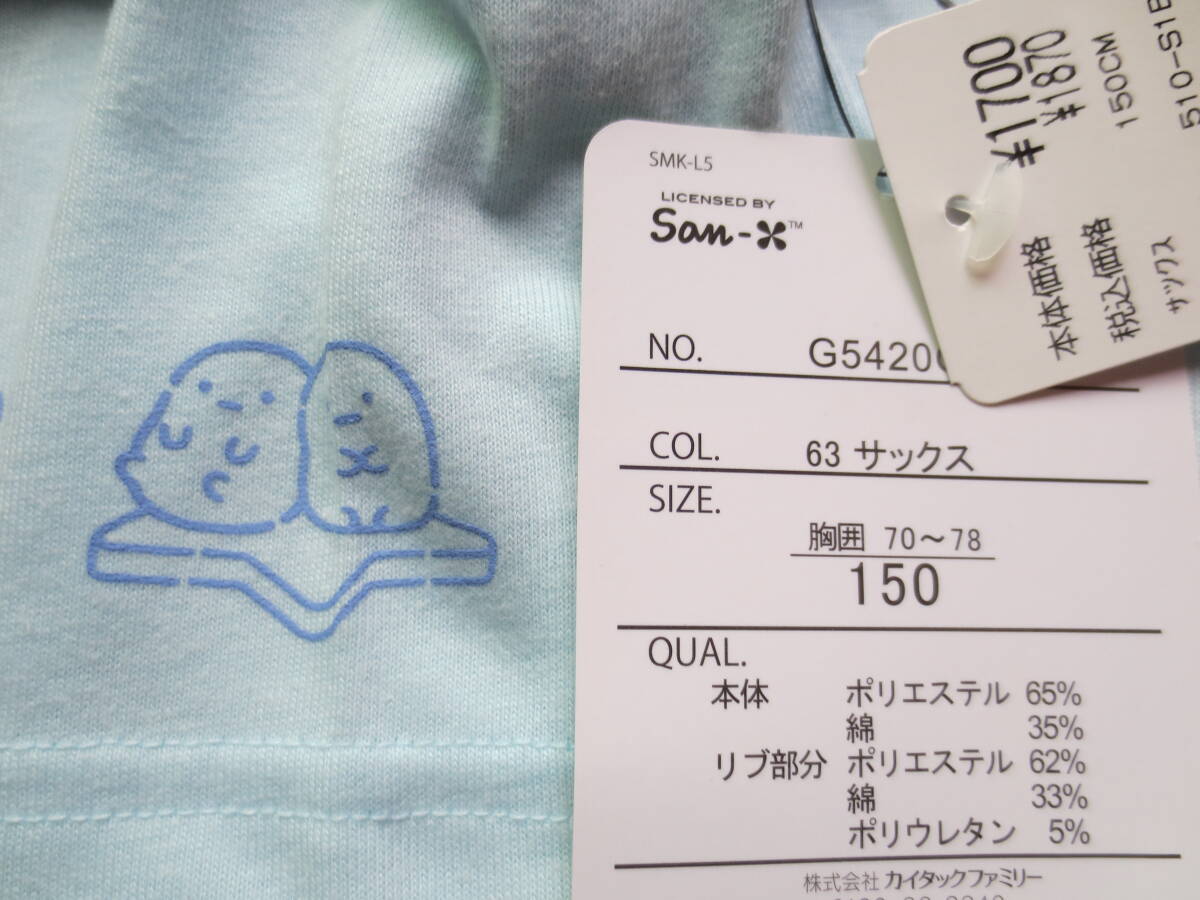 SMK-L5
LICENSED BY
San-X™
NO. G5420
COL. 63 サックス
SIZE.
胸囲 70～78
150
QUAL.
本体 ポリエステル 65%
綿 35%
リブ部分 ポリエステル 62%
綿 33%
ポリウレタン 5%
株式会社 カイタックファミリー
本体価格 ¥1700
税込価格 ¥1870
サックス 150CM
510-S1